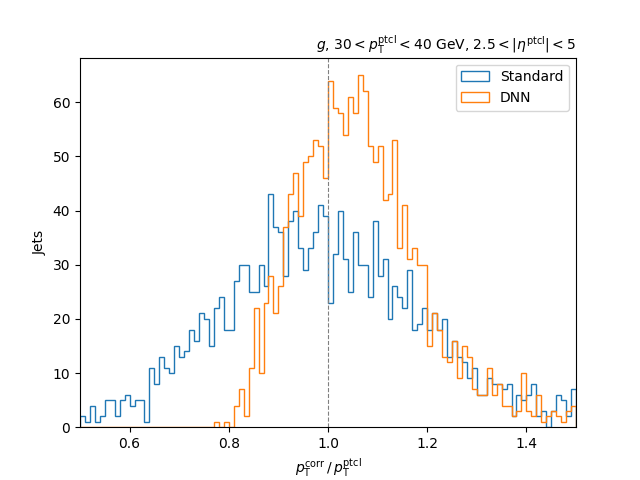 g, 30 < p_T^ptcl < 40 GeV, 2.5 < |η^ptcl| < 5
Standard
DNN
Jets
60
50
40
30
20
10
0
0.6 0.8 1.0 1.2 1.4
p_T^corr / p_T^ptcl